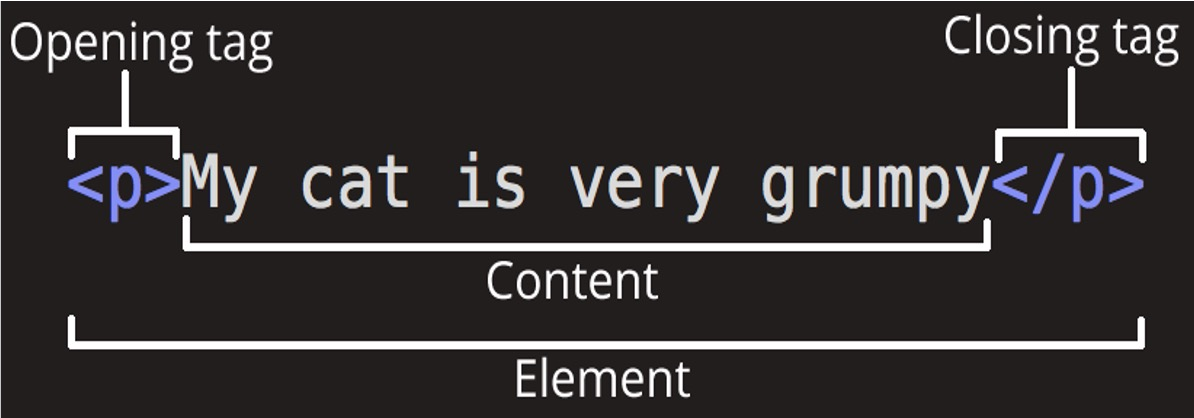 Opening tag
Closing tag
<p>My cat is very grumpy</p>
Content
Element